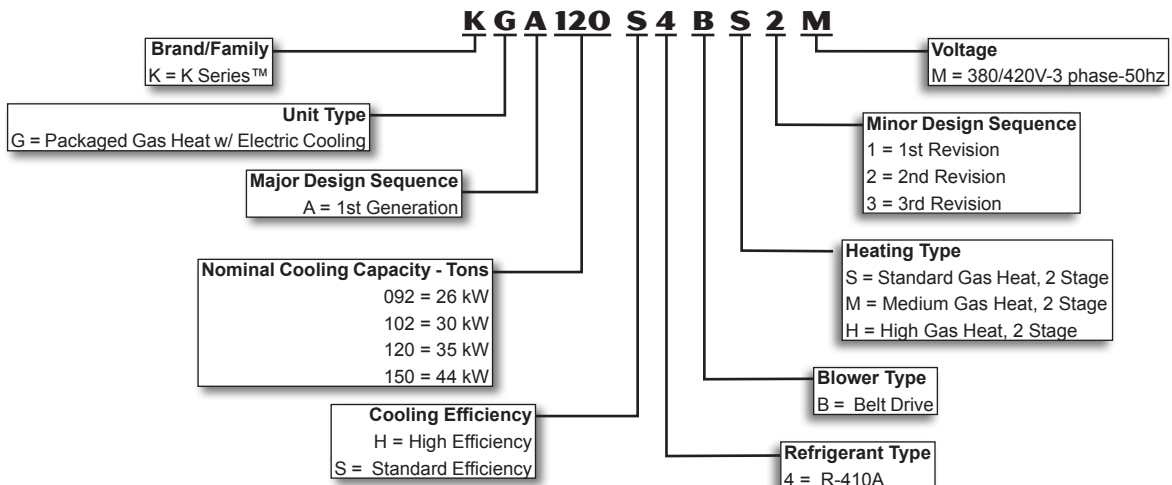 K G A 120 S 4 B S 2 M
Brand/Family
K = K Series™
Unit Type
G = Packaged Gas Heat w/ Electric Cooling
Major Design Sequence
A = 1st Generation
Nominal Cooling Capacity - Tons
092 = 26 kW
102 = 30 kW
120 = 35 kW
150 = 44 kW
Cooling Efficiency
H = High Efficiency
S = Standard Efficiency
Voltage
M = 380/420V-3 phase-50hz
Minor Design Sequence
1 = 1st Revision
2 = 2nd Revision
3 = 3rd Revision
Heating Type
S = Standard Gas Heat, 2 Stage
M = Medium Gas Heat, 2 Stage
H = High Gas Heat, 2 Stage
Blower Type
B = Belt Drive
Refrigerant Type
4 = R-410A